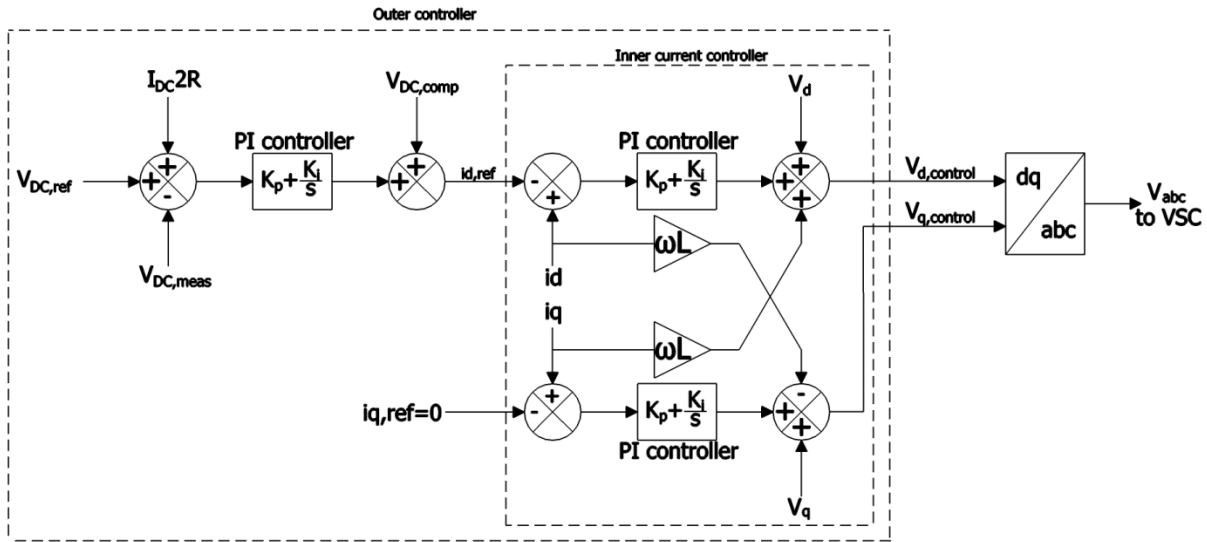 Outer controller
Inner current controller
I_DC2R
V_DC,comp
V_d
PI controller
PI controller
V_DC,ref
+
+
-
K_p+K_i/s
+
+
id,ref
-
+
K_p+K_i/s
+
+
+
V_d,control
dq
abc
V_abc
to VSC
V_q,control
V_DC,meas
ωL
id
iq
ωL
iq,ref=0
+
-
K_p+K_i/s
-
+
+
PI controller
V_q